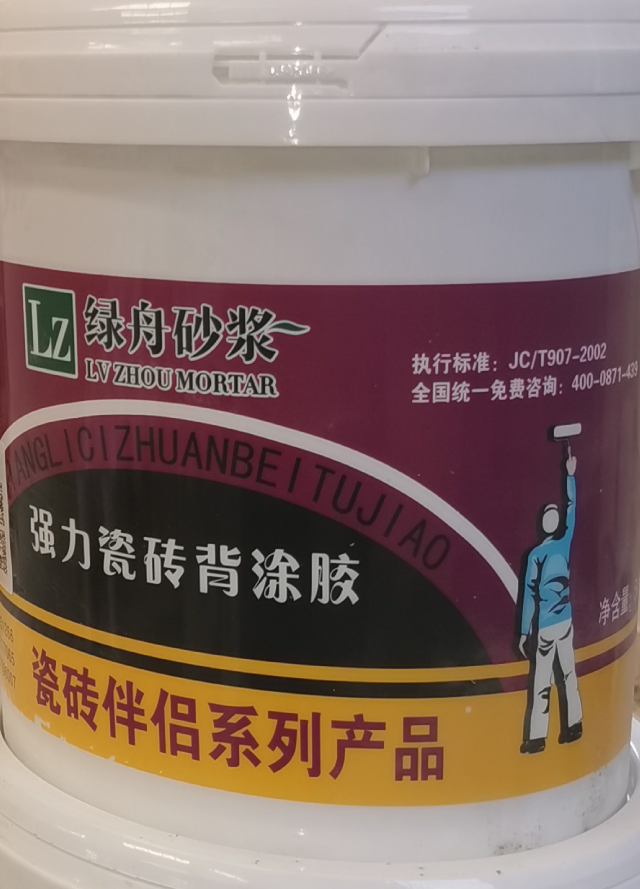 LZ
绿舟砂浆
LV ZHOU MORTAR
执行标准：JC/T907-2002
全国统一免费咨询：400-0871-439
IANGLICIZHUANBEITUJIAO
强力瓷砖背涂胶
净含量：
瓷砖伴侣系列产品